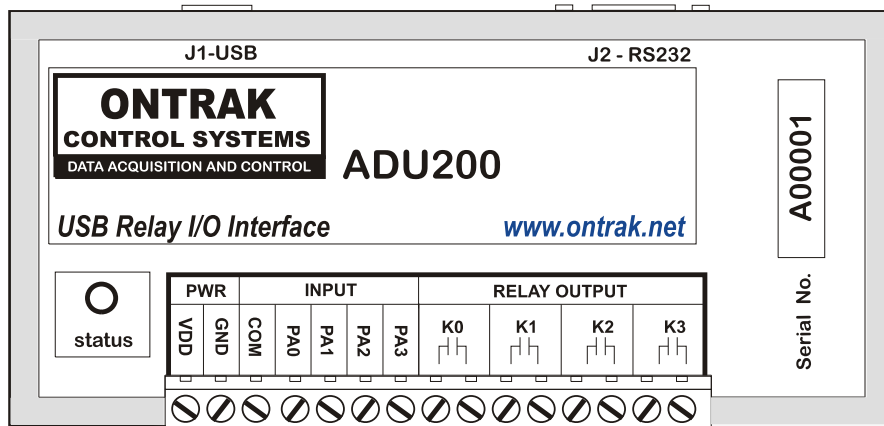 J1-USB
J2 - RS232
ONTRAK
CONTROL SYSTEMS
DATA ACQUISITION AND CONTROL
ADU200
USB Relay I/O Interface
www.ontrak.net
A00001
Serial No.
status
PWR
INPUT
RELAY OUTPUT
VDD
GND
COM
PA0
PA1
PA2
PA3
K0
K1
K2
K3